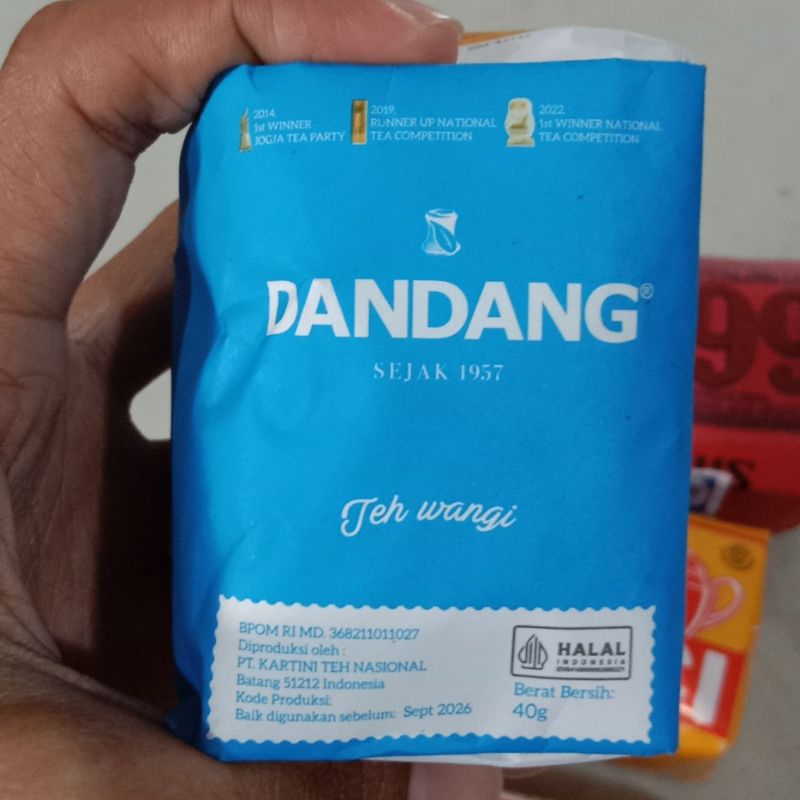 2014.
1st WINNER
JOGJA TEA PARTY
2019.
RUNNER UP NATIONAL
TEA COMPETITION
2022.
1st WINNER NATIONAL
TEA COMPETITION
DANDANG®
SEJAK 1957
Teh wangi
BPOM RI MD. 368211011027
Diproduksi oleh :
PT. KARTINI TEH NASIONAL
Batang 51212 Indonesia
Kode Produksi:
Baik digunakan sebelum: Sept 2026
HALAL
INDONESIA
Berat Bersih:
40g
99